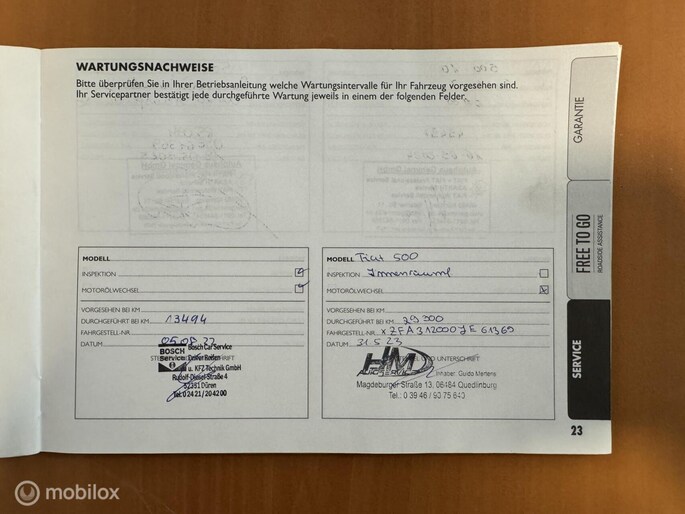 WARTUNGSNACHWEISE
Bitte überprüfen Sie in Ihrer Betriebsanleitung welche Wartungsintervalle für Ihr Fahrzeug vorgesehen sind.
Ihr Servicepartner bestätigt jede durchgeführte Wartung jeweils in einem der folgenden Felder.
GARANTIE
FREE TO GO
ROADSIDE ASSISTANCE
SERVICE
MODELL
INSPEKTION
MOTORÖLWECHSEL
VORGESEHEN BEI KM
DURCHGEFÜHRT BEI KM 13494
FAHRGESTELL-NR.
DATUM 05.08.22
BOSCH Service
Bosch Car Service
u. KFZ-Technik GmbH
Rudolf-Diesel-Straße 4
52351 Düren
Tel. 0 24 21 / 20 42 00
MODELL Fiat 500
INSPEKTION Innenraumf
MOTORÖLWECHSEL
VORGESEHEN BEI KM
DURCHGEFÜHRT BEI KM 29300
FAHRGESTELL-NR.
DATUM 31.5.23
UNTERSCHRIFT
HMD
AUTOSERVICE
Inhaber: Guido Mertens
Magdeburger Straße 13, 06484 Quedlinburg
Tel.: 0 39 46 / 90 75 640
23
mobilox